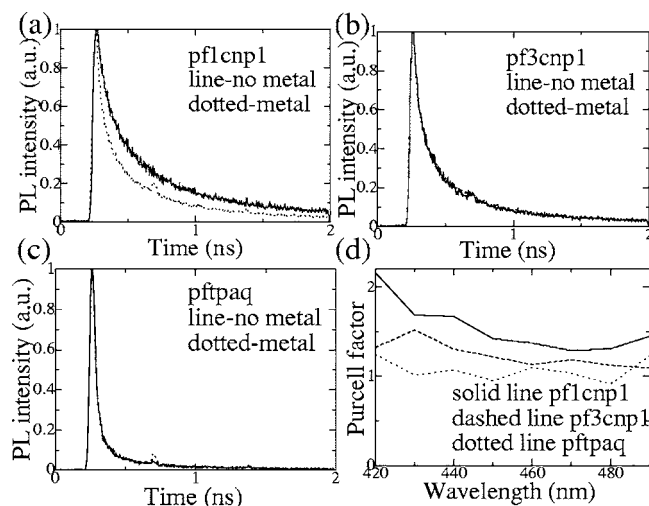 (a)
PL intensity (a.u.)
1
0.8
0.6
0.4
0.2
0
0
1
2
Time (ns)
pf1cnp1
line-no metal
dotted-metal
(b)
PL intensity (a.u.)
1
0.8
0.6
0.4
0.2
0
0
1
2
Time (ns)
pf3cnp1
line-no metal
dotted-metal
(c)
PL intensity (a.u.)
1
0.8
0.6
0.4
0.2
0
0
1
2
Time (ns)
pftpaq
line-no metal
dotted-metal
(d)
Purcell factor
2
1
0
420
440
460
480
Wavelength (nm)
solid line pf1cnp1
dashed line pf3cnp1
dotted line pftpaq